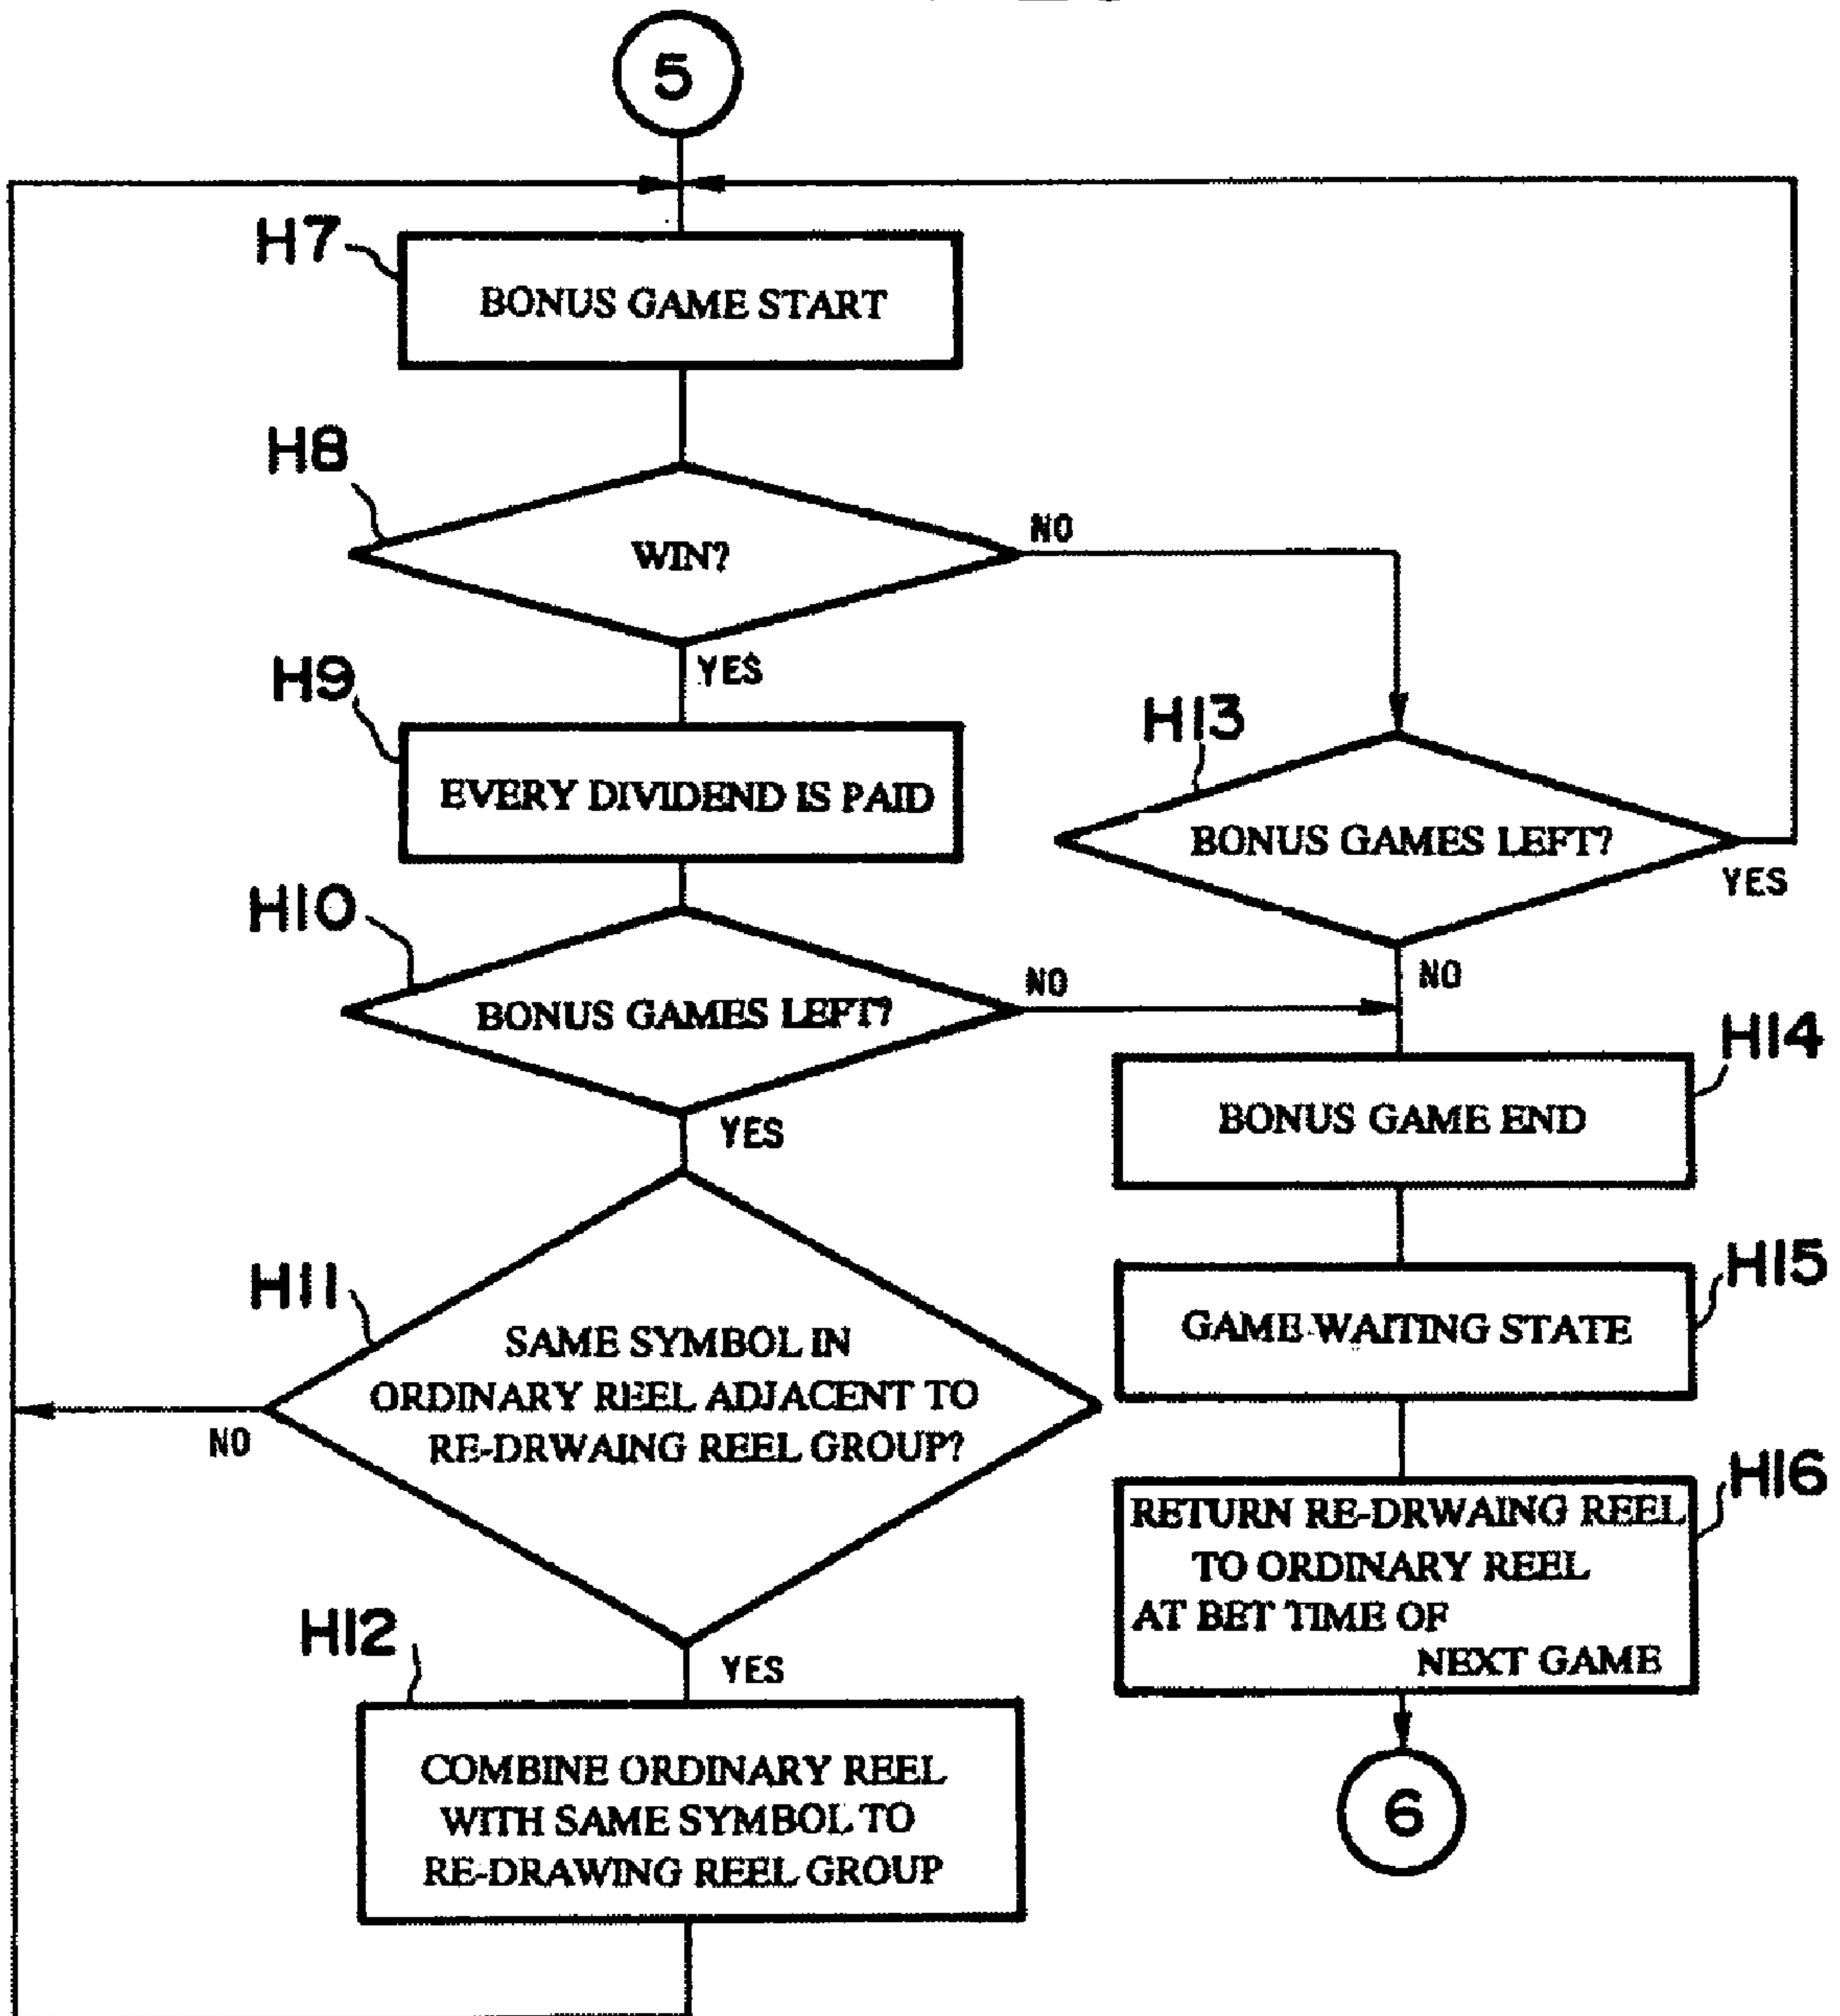 5
H7
BONUS GAME START
H8
WIN?
NO
YES
H9
EVERY DIVIDEND IS PAID
H13
BONUS GAMES LEFT?
YES
NO
H10
BONUS GAMES LEFT?
NO
YES
H14
BONUS GAME END
H11
SAME SYMBOL IN
ORDINARY REEL ADJACENT TO
RE-DRWAING REEL GROUP?
NO
YES
H15
GAME WAITING STATE
H16
RETURN RE-DRWAING REEL
TO ORDINARY REEL
AT BET TIME OF
NEXT GAME
H12
COMBINE ORDINARY REEL
WITH SAME SYMBOL TO
RE-DRAWING REEL GROUP
6